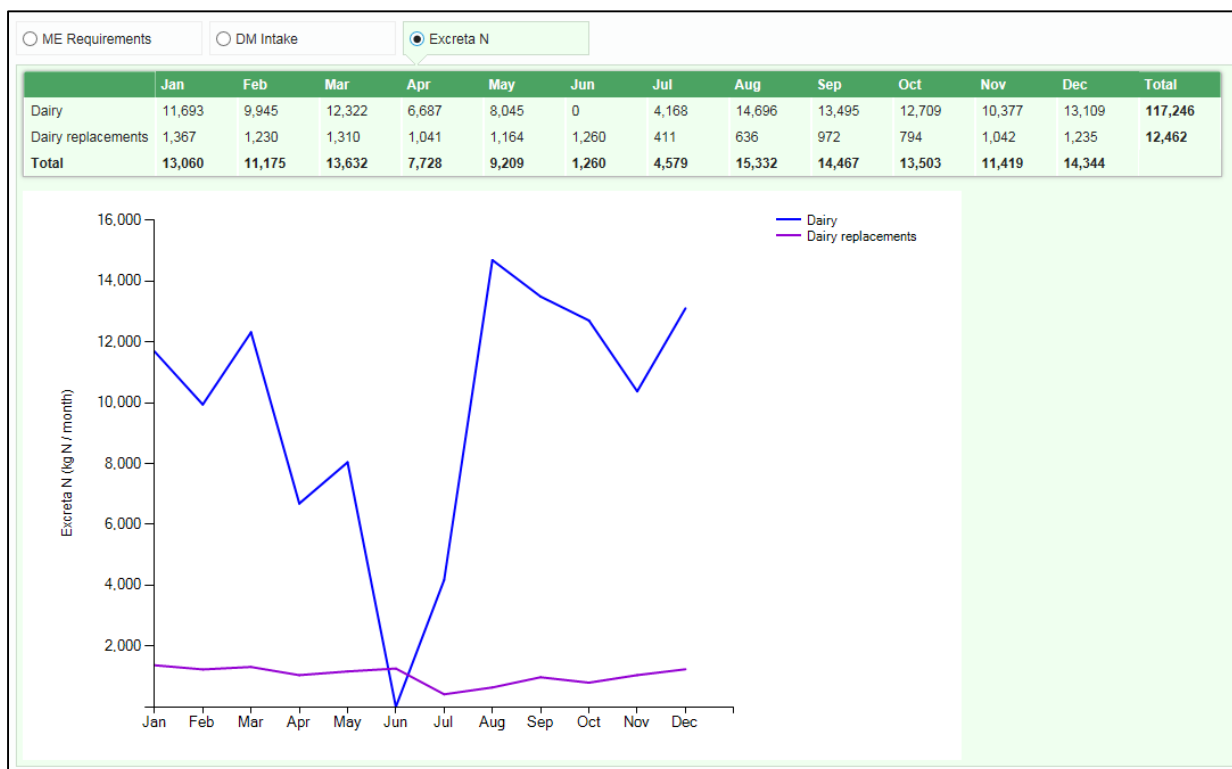 ME Requirements DM Intake Excreta N
Jan Feb Mar Apr May Jun Jul Aug Sep Oct Nov Dec Total
Dairy 11,693 9,945 12,322 6,687 8,045 0 4,168 14,696 13,495 12,709 10,377 13,109 117,246
Dairy replacements 1,367 1,230 1,310 1,041 1,164 1,260 411 636 972 794 1,042 1,235 12,462
Total 13,060 11,175 13,632 7,728 9,209 1,260 4,579 15,332 14,467 13,503 11,419 14,344
Dairy
Dairy replacements
16,000
14,000
12,000
10,000
8,000
6,000
4,000
2,000
Excreta N (kg N / month)
Jan Feb Mar Apr May Jun Jul Aug Sep Oct Nov Dec